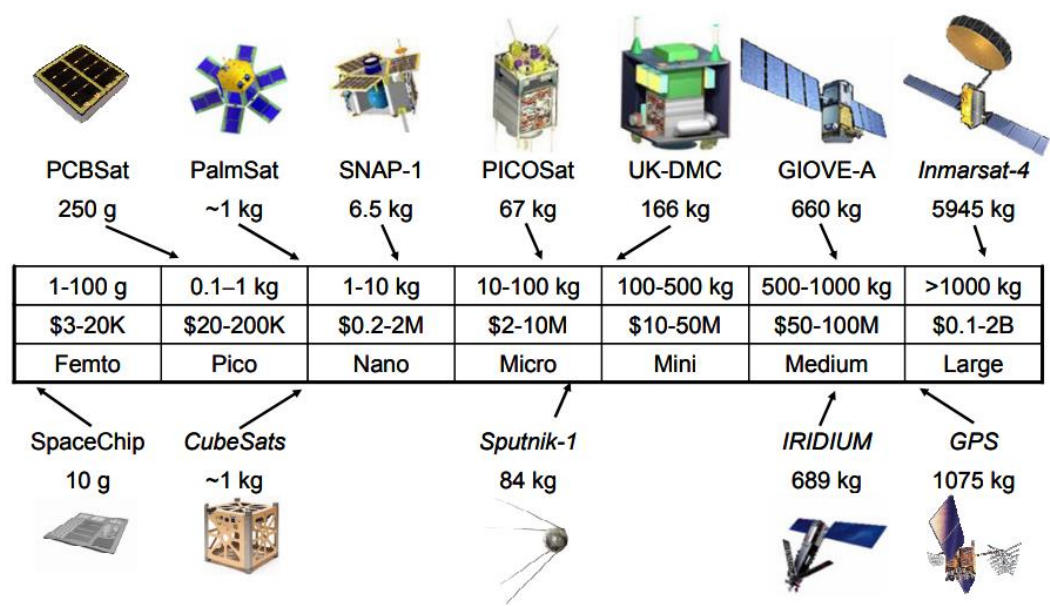 PCBSat PalmSat SNAP-1 PICOSat UK-DMC GIOVE-A Inmarsat-4
250 g ~1 kg 6.5 kg 67 kg 166 kg 660 kg 5945 kg
1-100 g 0.1–1 kg 1-10 kg 10-100 kg 100-500 kg 500-1000 kg >1000 kg
$3-20K $20-200K $0.2-2M $2-10M $10-50M $50-100M $0.1-2B
Femto Pico Nano Micro Mini Medium Large
SpaceChip CubeSats Sputnik-1 IRIDIUM GPS
10 g ~1 kg 84 kg 689 kg 1075 kg